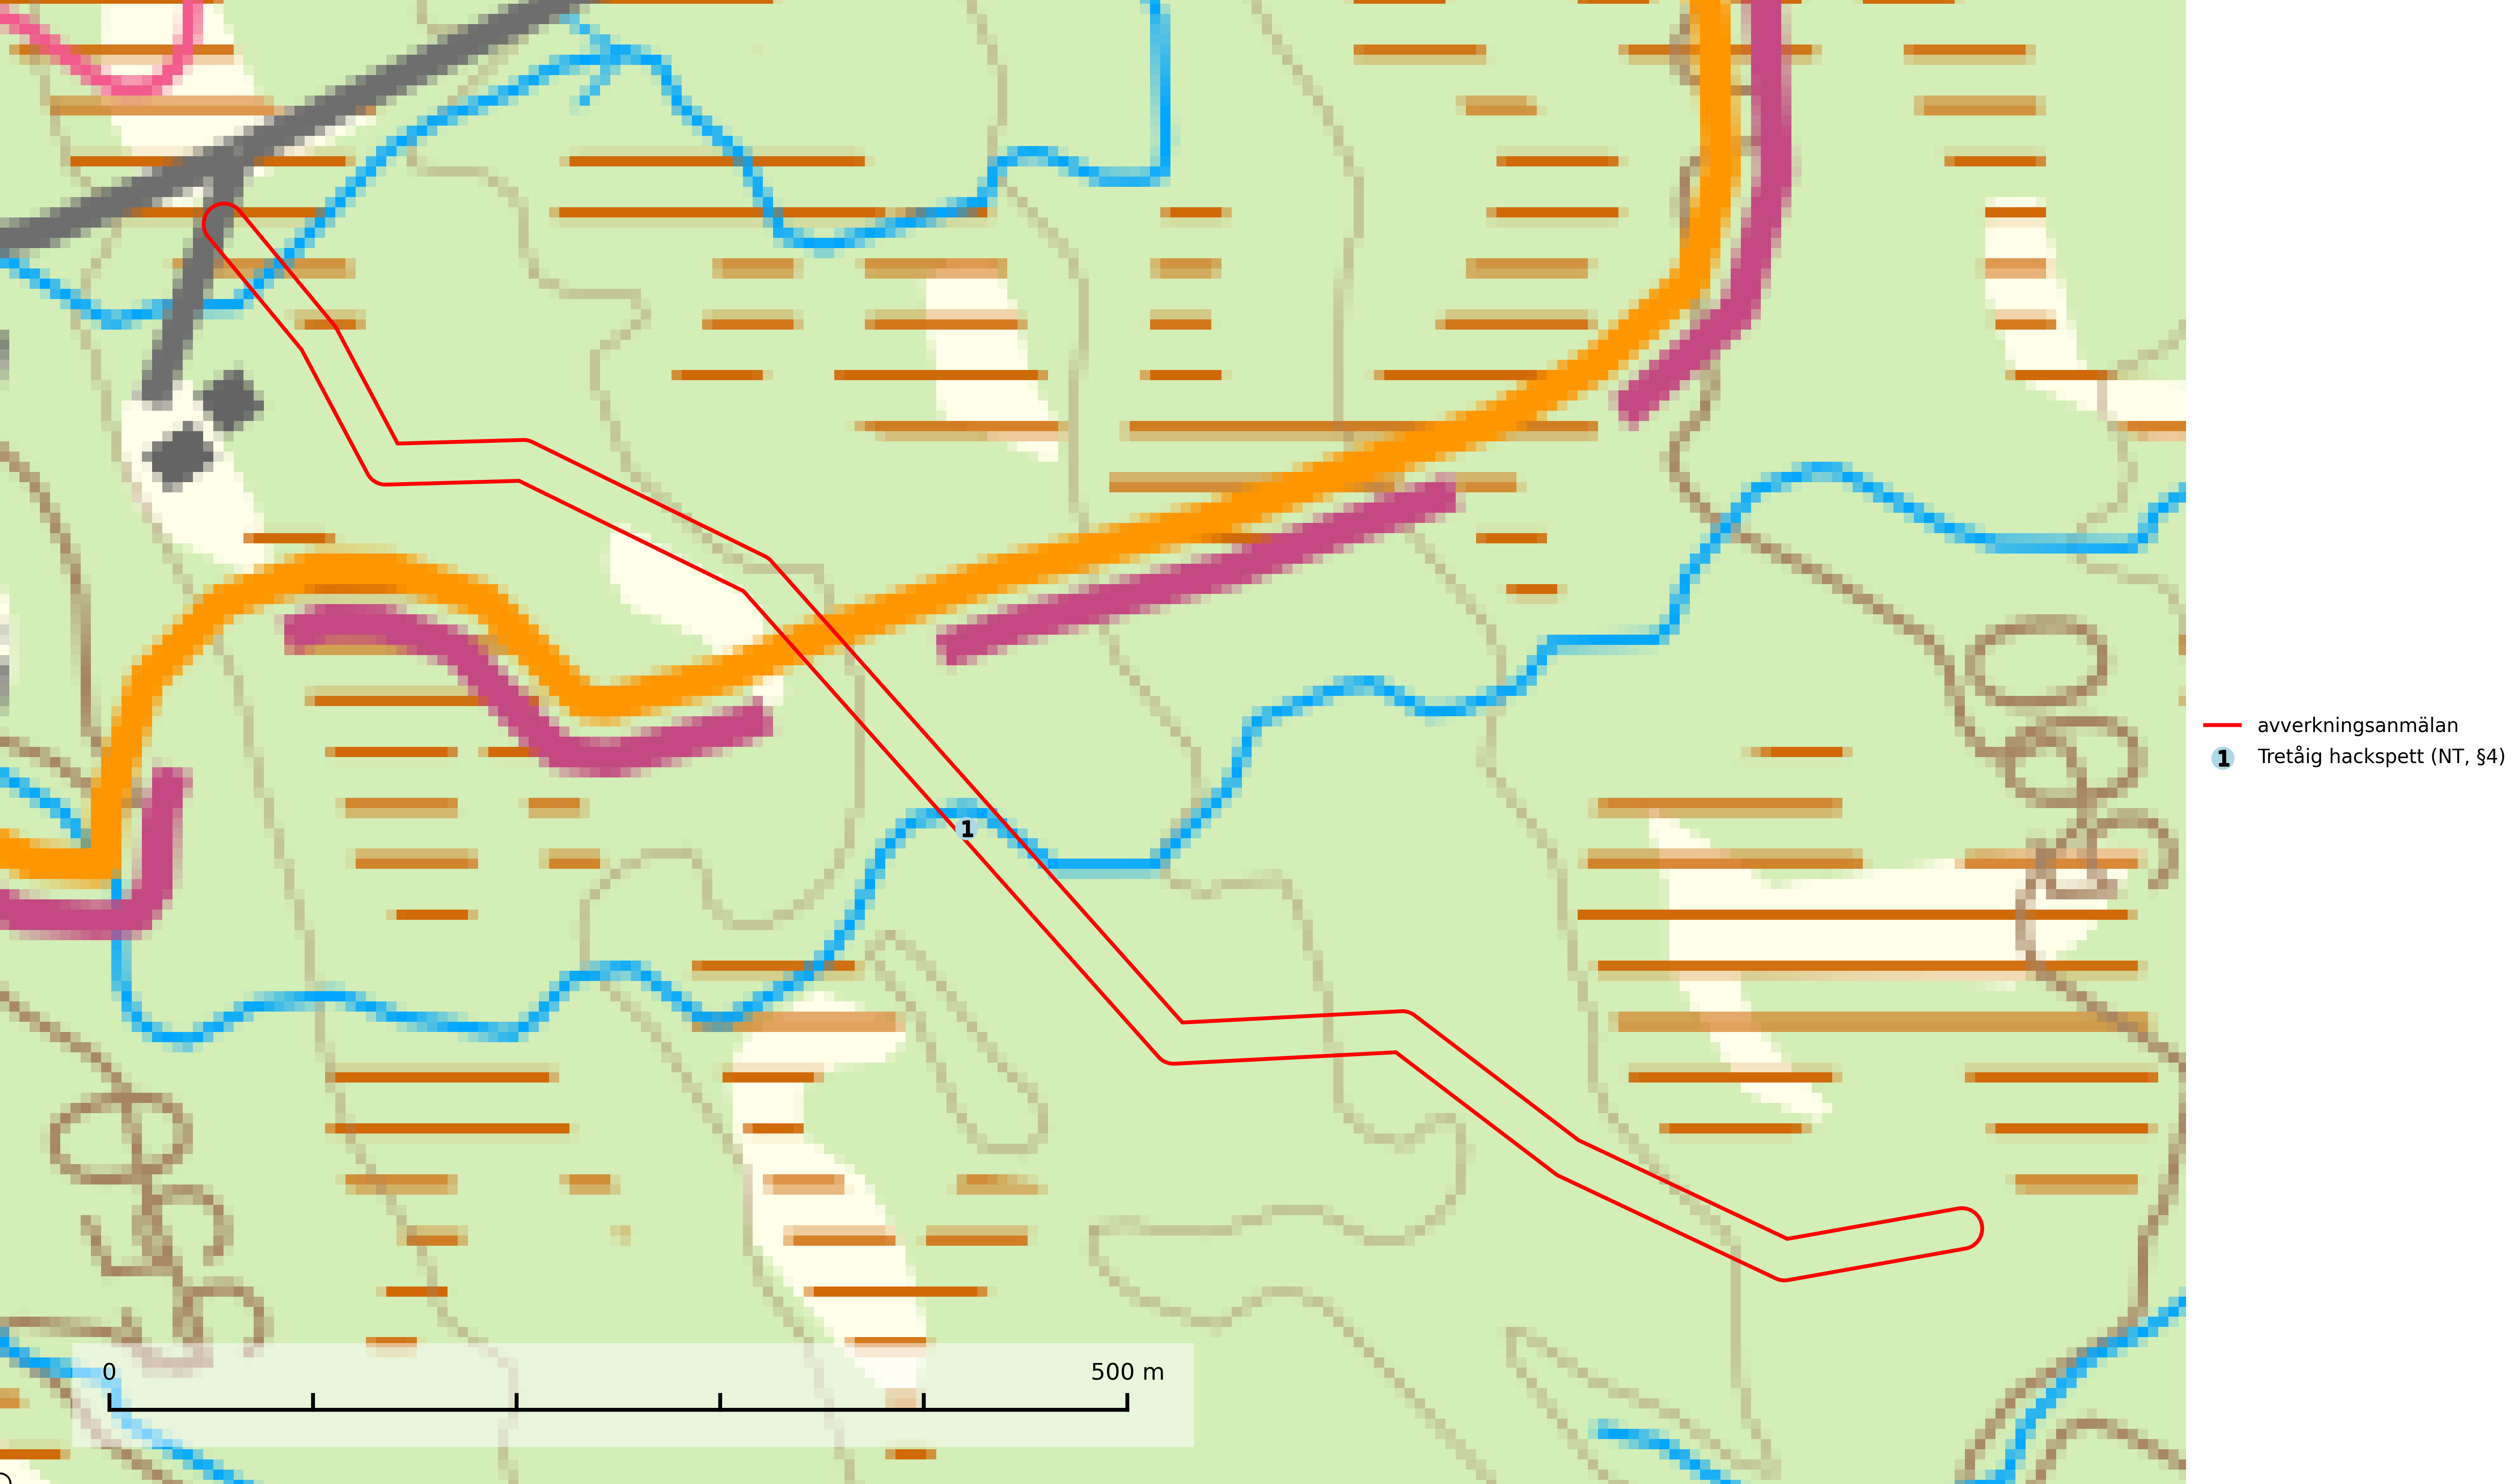 avverkningsanmälan
1 Tretåig hackspett (NT, §4)
1
0 500 m